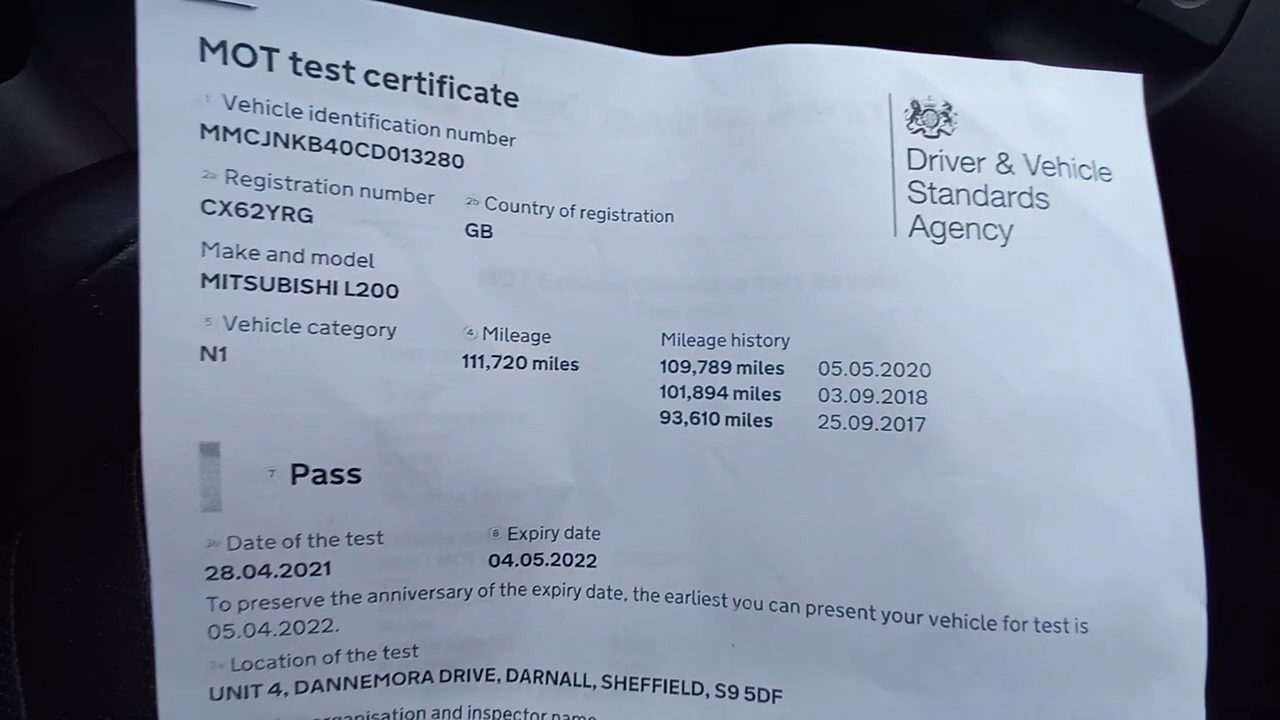 MOT test certificate
1 Vehicle identification number
MMCJNKB40CD013280
2a Registration number
2b Country of registration
CX62YRG
GB
Make and model
MITSUBISHI L200
5 Vehicle category
4 Mileage
Mileage history
N1
111,720 miles
109,789 miles 05.05.2020
101,894 miles 03.09.2018
93,610 miles 25.09.2017
Driver & Vehicle
Standards
Agency
7 Pass
Date of the test
8 Expiry date
28.04.2021
04.05.2022
To preserve the anniversary of the expiry date, the earliest you can present your vehicle for test is
05.04.2022.
Location of the test
UNIT 4, DANNEMORA DRIVE, DARNALL, SHEFFIELD, S9 5DF
and inspector name